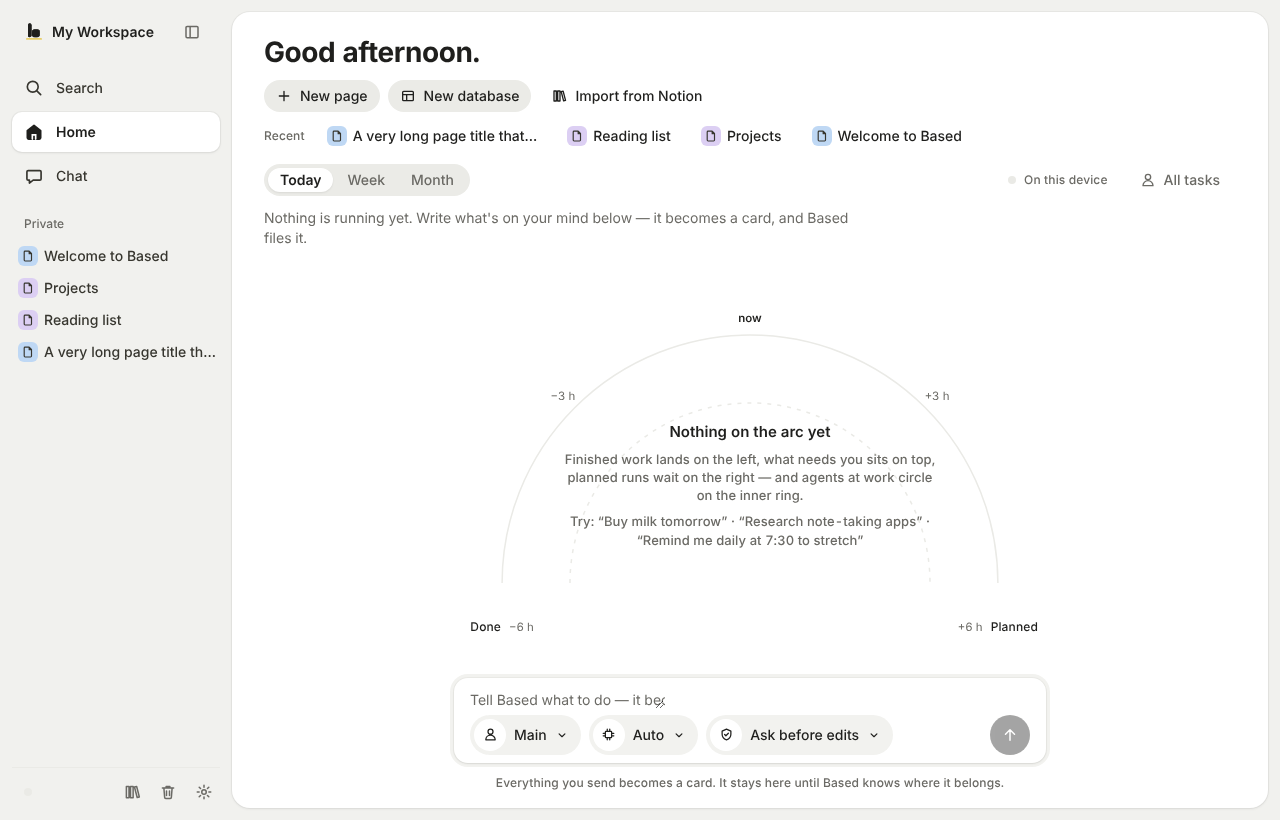 My Workspace
Search
Home
Chat
Private
Welcome to Based
Projects
Reading list
A very long page title th...
Good afternoon.
New page
New database
Import from Notion
Recent
A very long page title that...
Reading list
Projects
Welcome to Based
Today
Week
Month
On this device
All tasks
Nothing is running yet. Write what's on your mind below — it becomes a card, and Based
files it.
now
−3 h
+3 h
Nothing on the arc yet
Finished work lands on the left, what needs you sits on top,
planned runs wait on the right — and agents at work circle
on the inner ring.
Try: “Buy milk tomorrow” · “Research note-taking apps” ·
“Remind me daily at 7:30 to stretch”
Done −6 h
+6 h Planned
Tell Based what to do — it
Main
Auto
Ask before edits
Everything you send becomes a card. It stays here until Based knows where it belongs.